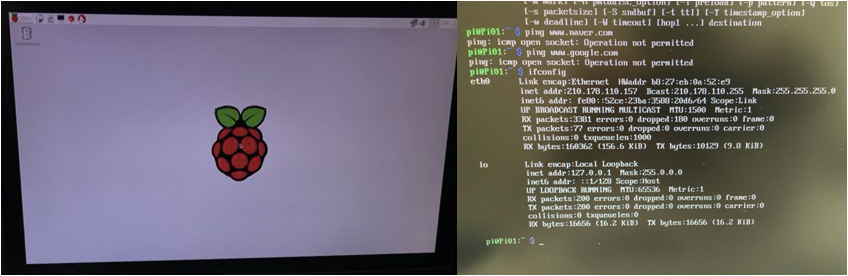 [-s packetsize] [-S sndbuf] [-t ttl] [-T timestamp_option]
[-w deadline] [-W timeout] [hop1 ...] destination
pi@Pi01:~ $ ping www.naver.com
ping: icmp open socket: Operation not permitted
pi@Pi01:~ $ ping www.google.com
ping: icmp open socket: Operation not permitted
pi@Pi01:~ $ ifconfig
eth0 Link encap:Ethernet HWaddr b8:27:eb:0a:52:e9
inet addr:210.178.110.157 Bcast:210.178.110.255 Mask:255.255.255.0
inet6 addr: fe80::52ce:23ba:3588:20d6/64 Scope:Link
UP BROADCAST RUNNING MULTICAST MTU:1500 Metric:1
RX packets:3381 errors:0 dropped:180 overruns:0 frame:0
TX packets:77 errors:0 dropped:0 overruns:0 carrier:0
collisions:0 txqueuelen:1000
RX bytes:160362 (156.6 KiB) TX bytes:10129 (9.8 KiB)
lo Link encap:Local Loopback
inet addr:127.0.0.1 Mask:255.0.0.0
inet6 addr: ::1/128 Scope:Host
UP LOOPBACK RUNNING MTU:65536 Metric:1
RX packets:200 errors:0 dropped:0 overruns:0 frame:0
TX packets:200 errors:0 dropped:0 overruns:0 carrier:0
collisions:0 txqueuelen:0
RX bytes:16656 (16.2 KiB) TX bytes:16656 (16.2 KiB)
pi@Pi01:~ $ _